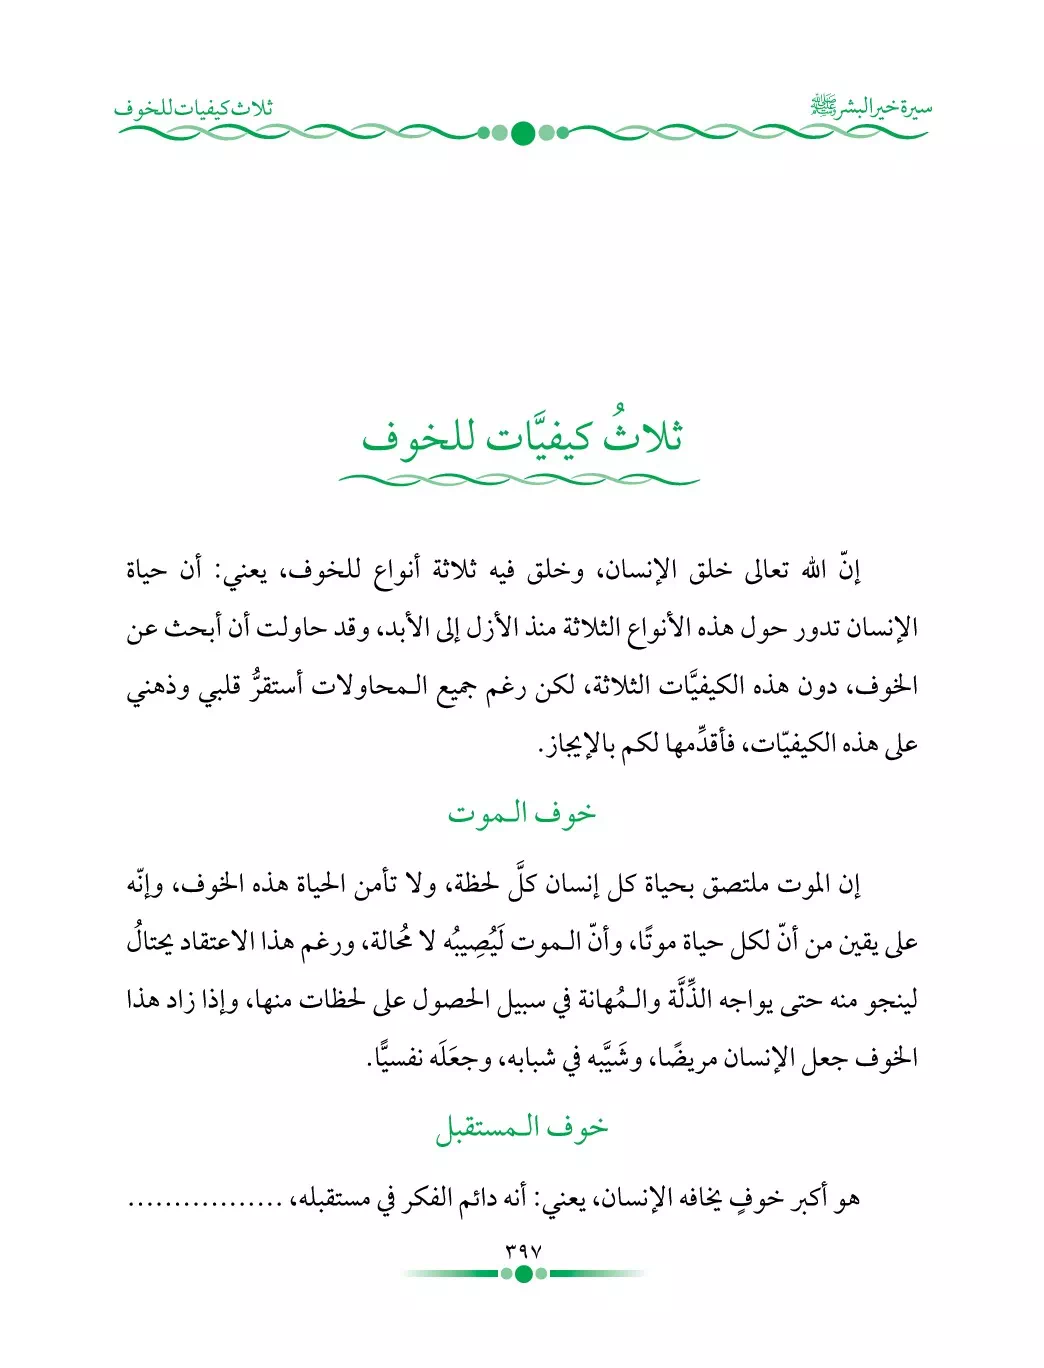 سيرة خير البشر ﷺ
ثلاث كيفيات للخوف
ثلاثُ كيفيَّات للخوف
إنّ الله تعالى خلق الإنسان، وخلق فيه ثلاثة أنواع للخوف، يعني: أن حياة
الإنسان تدور حول هذه الأنواع الثلاثة منذ الأزل إلى الأبد، وقد حاولت أن أبحث عن
الخوف، دون هذه الكيفيَّات الثلاثة، لكن رغم جميع الـمحاولات أستقرُّ قلبي وذهني
على هذه الكيفيّات، فأقدِّمها لكم بالإيجاز.
خوف الـموت
إن الموت ملتصق بحياة كل إنسان كلَّ لحظة، ولا تأمن الحياة هذه الخوف، وإنّه
على يقين من أنّ لكل حياة موتًا، وأنّ الـموت لَيُصِيبُه لا مُحالة، ورغم هذا الاعتقاد يحتالُ
لينجو منه حتى يواجه الذِّلَّة والـمُهانة في سبيل الحصول على لحظات منها، وإذا زاد هذا
الخوف جعل الإنسان مريضًا، وشَيَّبه في شبابه، وجعَلَه نفسيًّا.
خوف الـمستقبل
هو أكبر خوفٍ يخافه الإنسان، يعني: أنه دائم الفكر في مستقبله، .................
٣٩٧